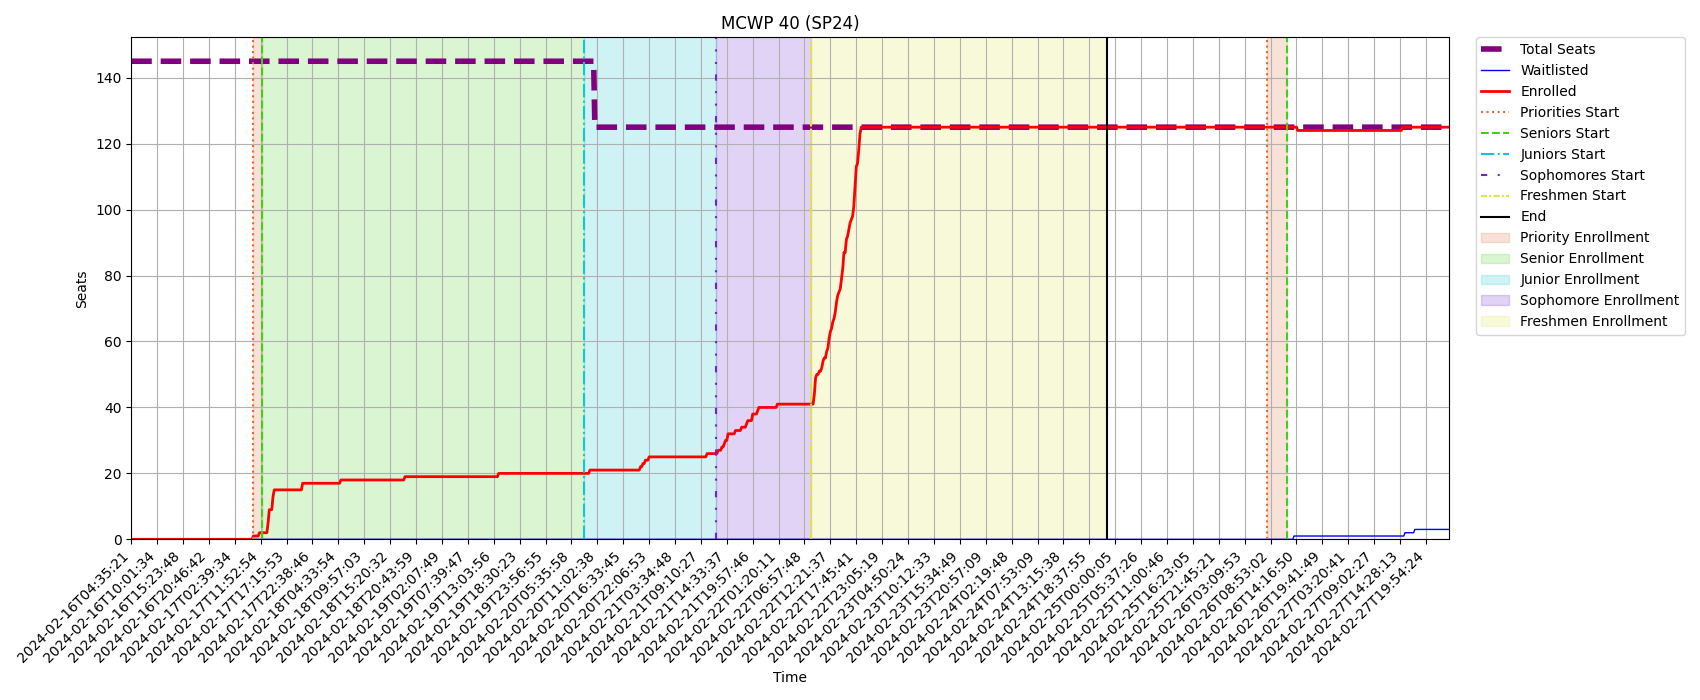 MCWP 40 (SP24)
Seats
140
120
100
80
60
40
20
0
2024-02-16T04:35:21
2024-02-16T10:01:34
2024-02-16T15:23:48
2024-02-16T20:46:42
2024-02-17T02:39:34
2024-02-17T11:52:54
2024-02-17T17:15:53
2024-02-17T22:38:46
2024-02-18T04:33:54
2024-02-18T09:57:03
2024-02-18T15:20:32
2024-02-18T20:43:59
2024-02-19T02:07:49
2024-02-19T07:39:47
2024-02-19T13:03:56
2024-02-19T18:30:23
2024-02-19T23:56:55
2024-02-20T05:35:58
2024-02-20T11:02:38
2024-02-20T16:33:45
2024-02-20T22:06:53
2024-02-21T03:34:48
2024-02-21T09:10:27
2024-02-21T14:33:37
2024-02-21T19:57:46
2024-02-22T01:20:11
2024-02-22T06:57:48
2024-02-22T12:21:37
2024-02-22T17:45:41
2024-02-22T23:05:19
2024-02-23T04:50:24
2024-02-23T10:12:33
2024-02-23T15:34:49
2024-02-23T20:57:09
2024-02-24T02:19:48
2024-02-24T07:53:09
2024-02-24T13:15:38
2024-02-24T18:37:55
2024-02-25T00:00:05
2024-02-25T05:37:26
2024-02-25T11:00:46
2024-02-25T16:23:05
2024-02-25T21:45:21
2024-02-26T03:09:53
2024-02-26T08:53:02
2024-02-26T14:16:50
2024-02-26T19:41:49
2024-02-27T03:20:41
2024-02-27T09:02:27
2024-02-27T14:28:13
2024-02-27T19:54:24
Time
Total Seats
Waitlisted
Enrolled
Priorities Start
Seniors Start
Juniors Start
Sophomores Start
Freshmen Start
End
Priority Enrollment
Senior Enrollment
Junior Enrollment
Sophomore Enrollment
Freshmen Enrollment